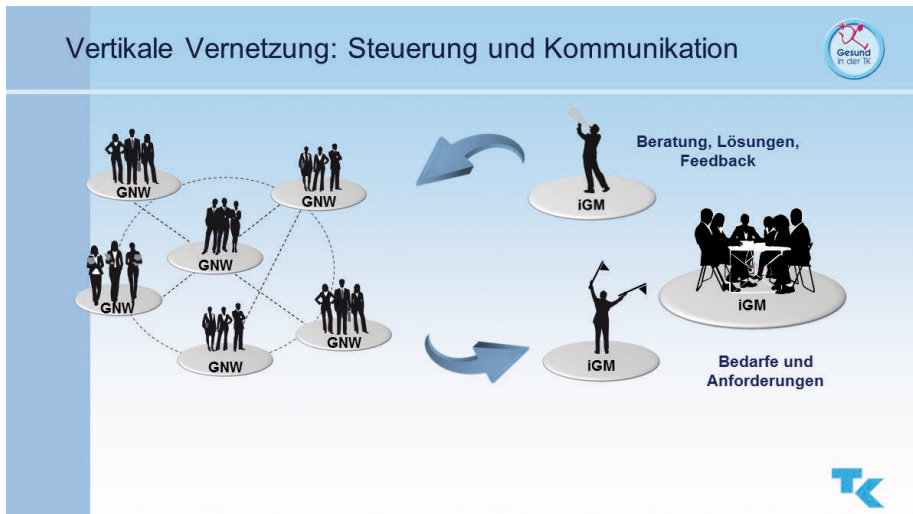 Vertikale Vernetzung: Steuerung und Kommunikation
Gesund
in der TK
GNW
GNW
GNW
GNW
GNW
GNW
iGM
Beratung, Lösungen,
Feedback
iGM
iGM
Bedarfe und
Anforderungen
TK